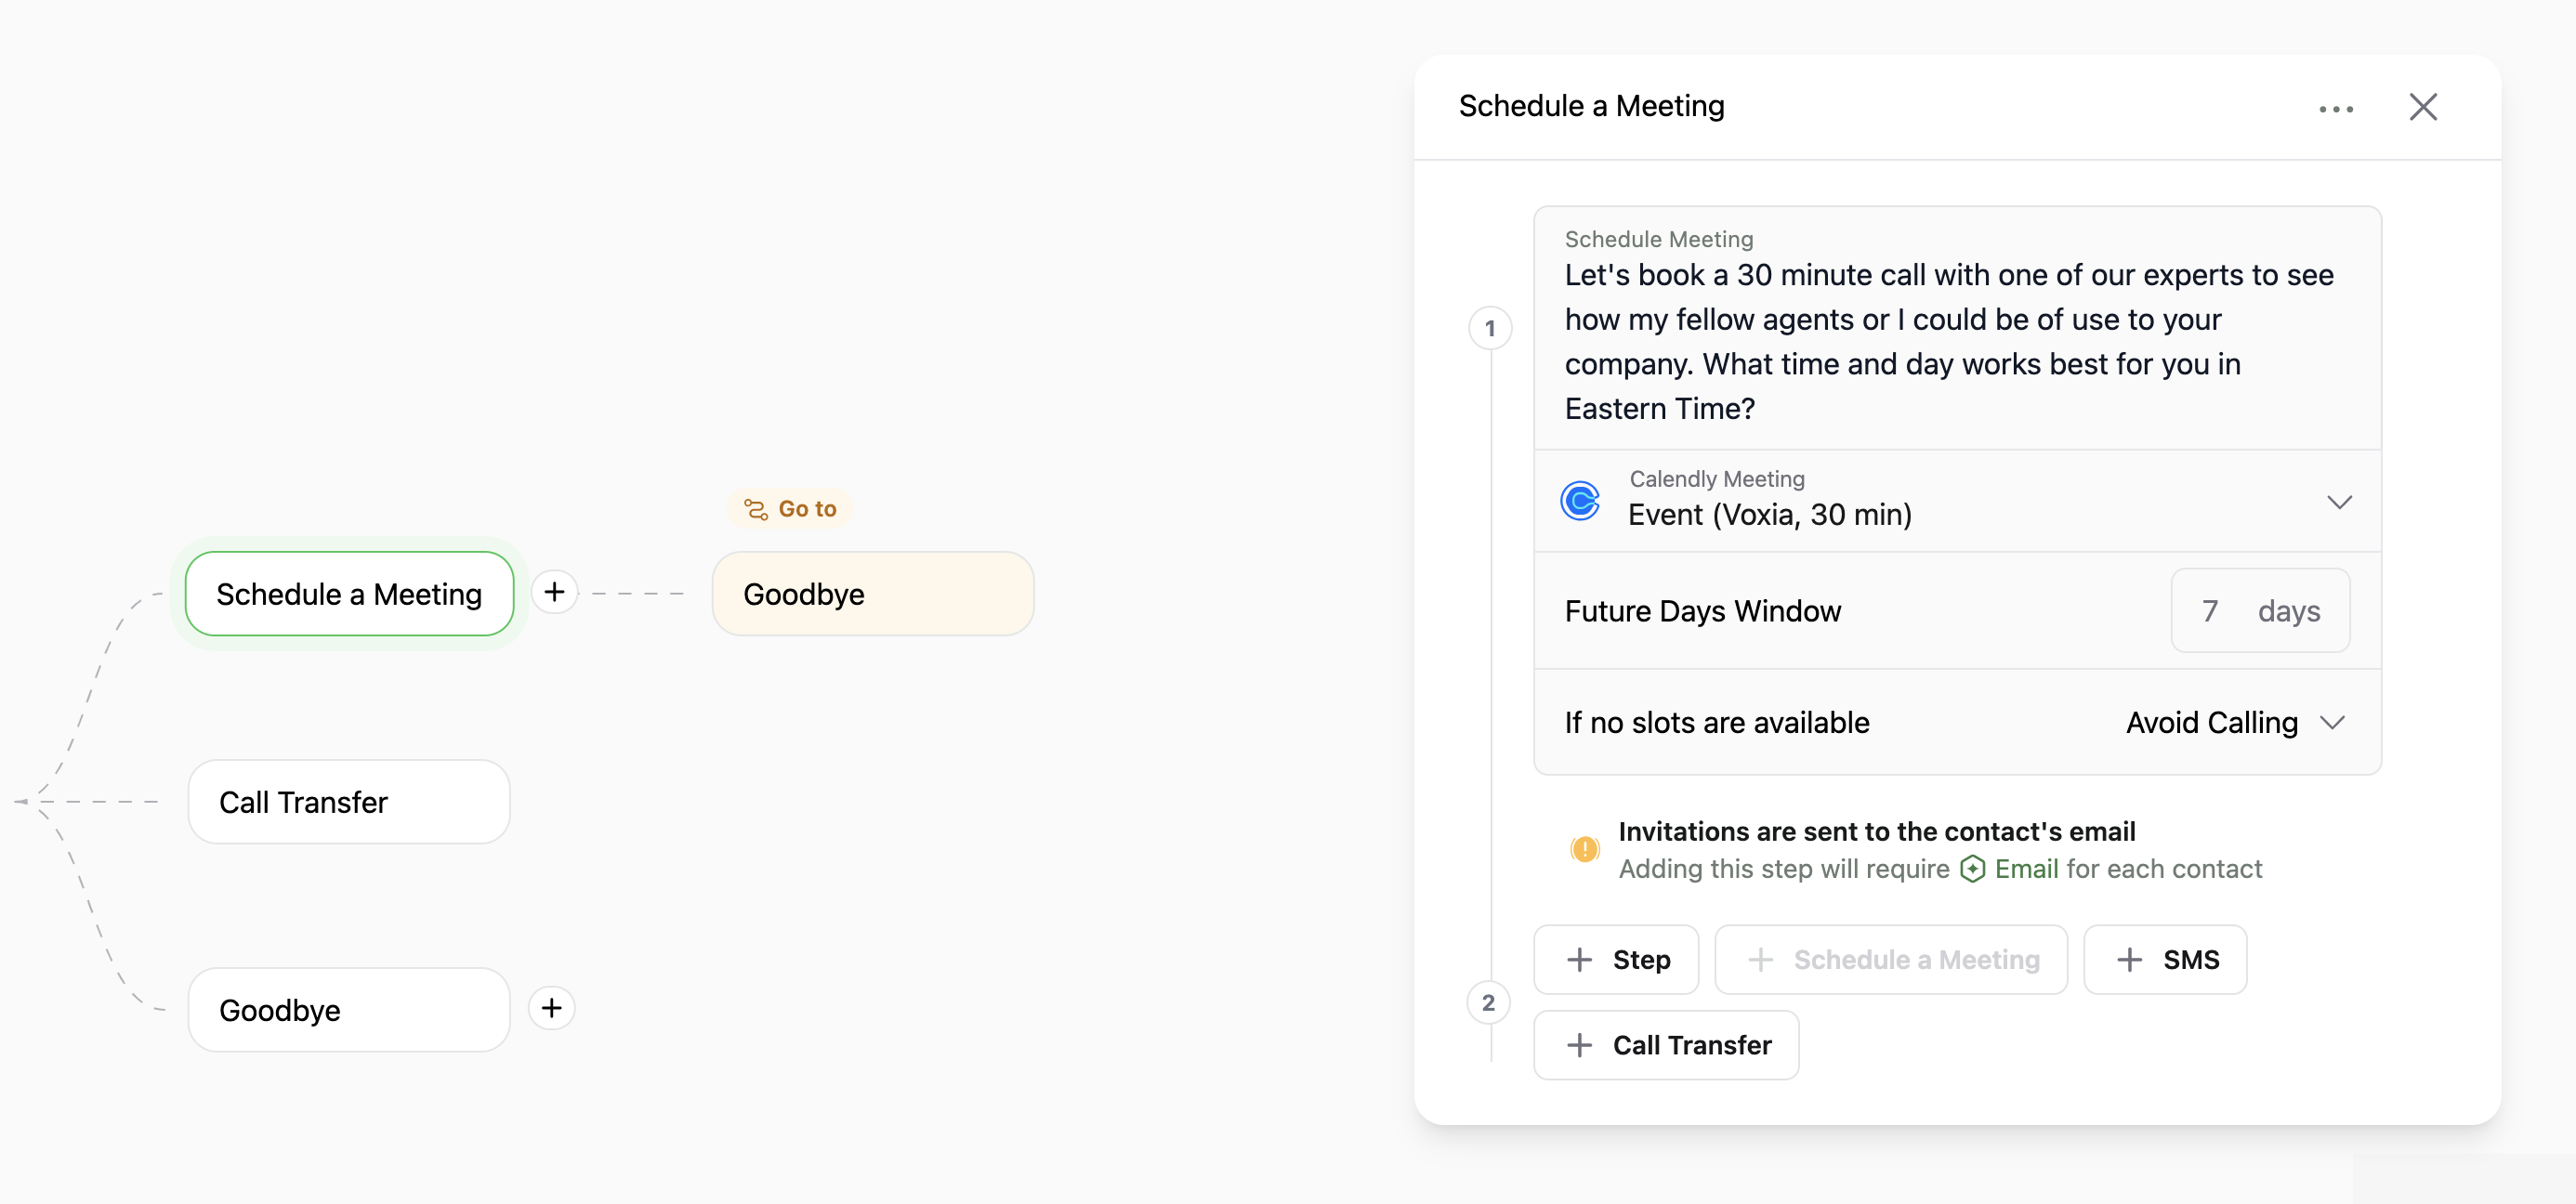 Go to
Schedule a Meeting
Goodbye
Call Transfer
Goodbye
Schedule a Meeting
1
Schedule Meeting
Let's book a 30 minute call with one of our experts to see
how my fellow agents or I could be of use to your
company. What time and day works best for you in
Eastern Time?
Calendly Meeting
Event (Voxia, 30 min)
Future Days Window
7 days
If no slots are available
Avoid Calling
Invitations are sent to the contact's email
Adding this step will require Email for each contact
2
Step
Schedule a Meeting
SMS
Call Transfer